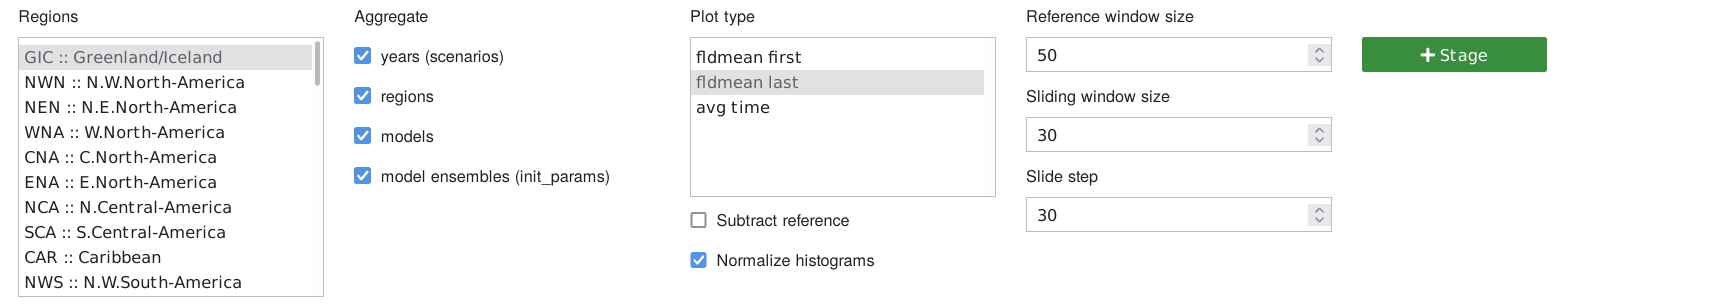 Regions
GIC :: Greenland/Iceland
NWN :: N.W.North-America
NEN :: N.E.North-America
WNA :: W.North-America
CNA :: C.North-America
ENA :: E.North-America
NCA :: N.Central-America
SCA :: S.Central-America
CAR :: Caribbean
NWS :: N.W.South-America
Aggregate
years (scenarios)
regions
models
model ensembles (init_params)
Plot type
fldmean first
fldmean last
avg time
Subtract reference
Normalize histograms
Reference window size
50
Sliding window size
30
Slide step
30
+ Stage